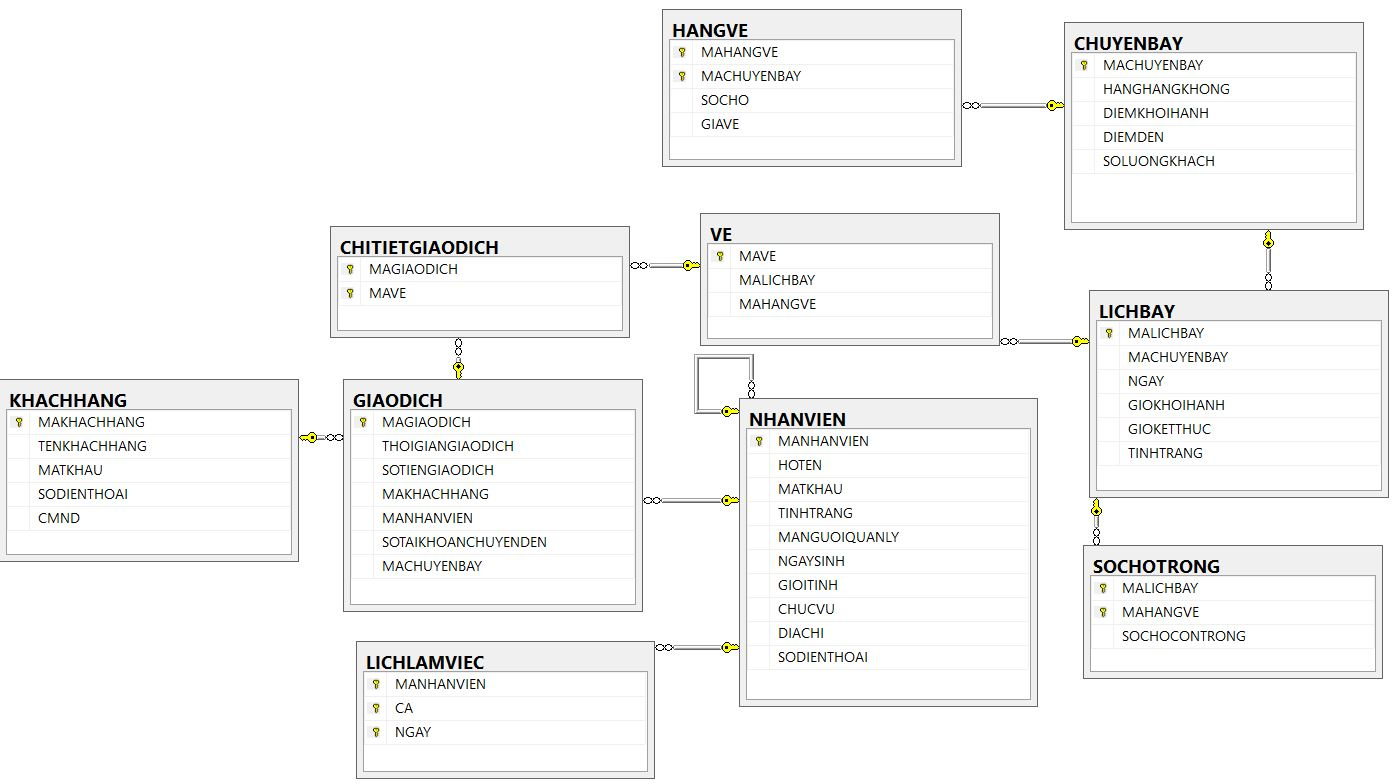 HANGVE
MAHANGVE
MACHUYENBAY
SOCHO
GIAVE
CHUYENBAY
MACHUYENBAY
HANGHANGKHONG
DIEMKHOIHANH
DIEMDEN
SOLUONGKHACH
CHITIETGIAODICH
MAGIAODICH
MAVE
VE
MAVE
MALICHBAY
MAHANGVE
LICHBAY
MALICHBAY
MACHUYENBAY
NGAY
GIOKHOIHANH
GIOKETTHUC
TINHTRANG
KHACHHANG
MAKHACHHANG
TENKHACHHANG
MATKHAU
SODIENTHOAI
CMND
GIAODICH
MAGIAODICH
THOIGIANGIAODICH
SOTIENGIAODICH
MAKHACHHANG
MANHANVIEN
SOTAIKHOANCHUYENDEN
MACHUYENBAY
NHANVIEN
MANHANVIEN
HOTEN
MATKHAU
TINHTRANG
MANGUOIQUANLY
NGAYSINH
GIOITINH
CHUCVU
DIACHI
SODIENTHOAI
SOCHOTRONG
MALICHBAY
MAHANGVE
SOCHOCONTRONG
LICHLAMVIEC
MANHANVIEN
CA
NGAY